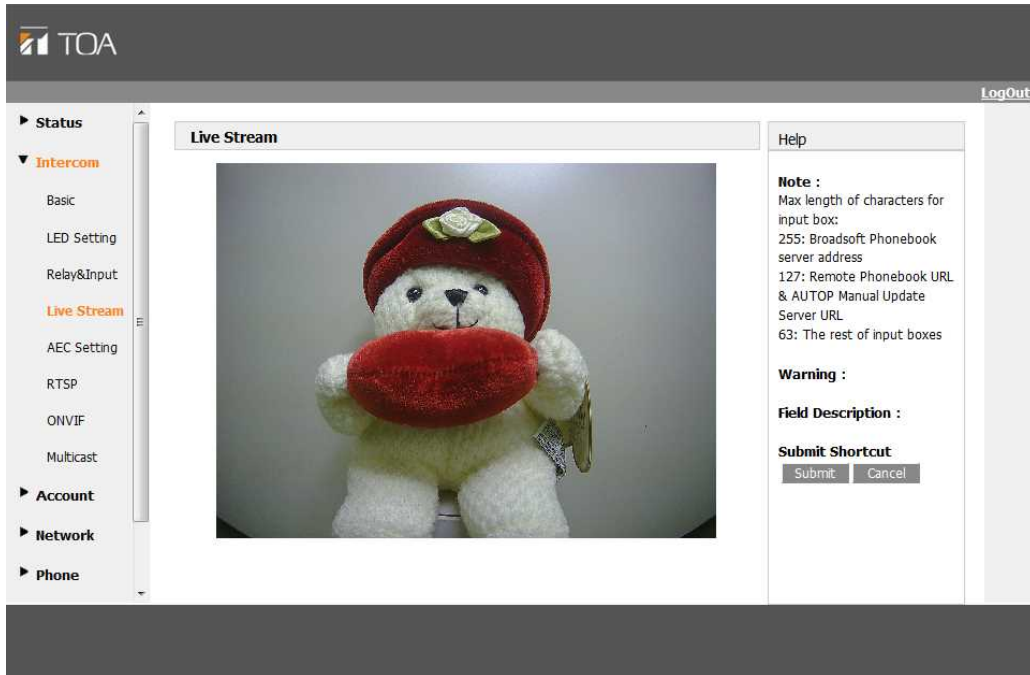 TOA
LogOut
Status
Intercom
Basic
LED Setting
Relay&Input
Live Stream
AEC Setting
RTSP
ONVIF
Multicast
Account
Network
Phone
Live Stream
Help
Note :
Max length of characters for
input box:
255: Broadsoft Phonebook
server address
127: Remote Phonebook URL
& AUTOP Manual Update
Server URL
63: The rest of input boxes
Warning :
Field Description :
Submit Shortcut
Submit Cancel